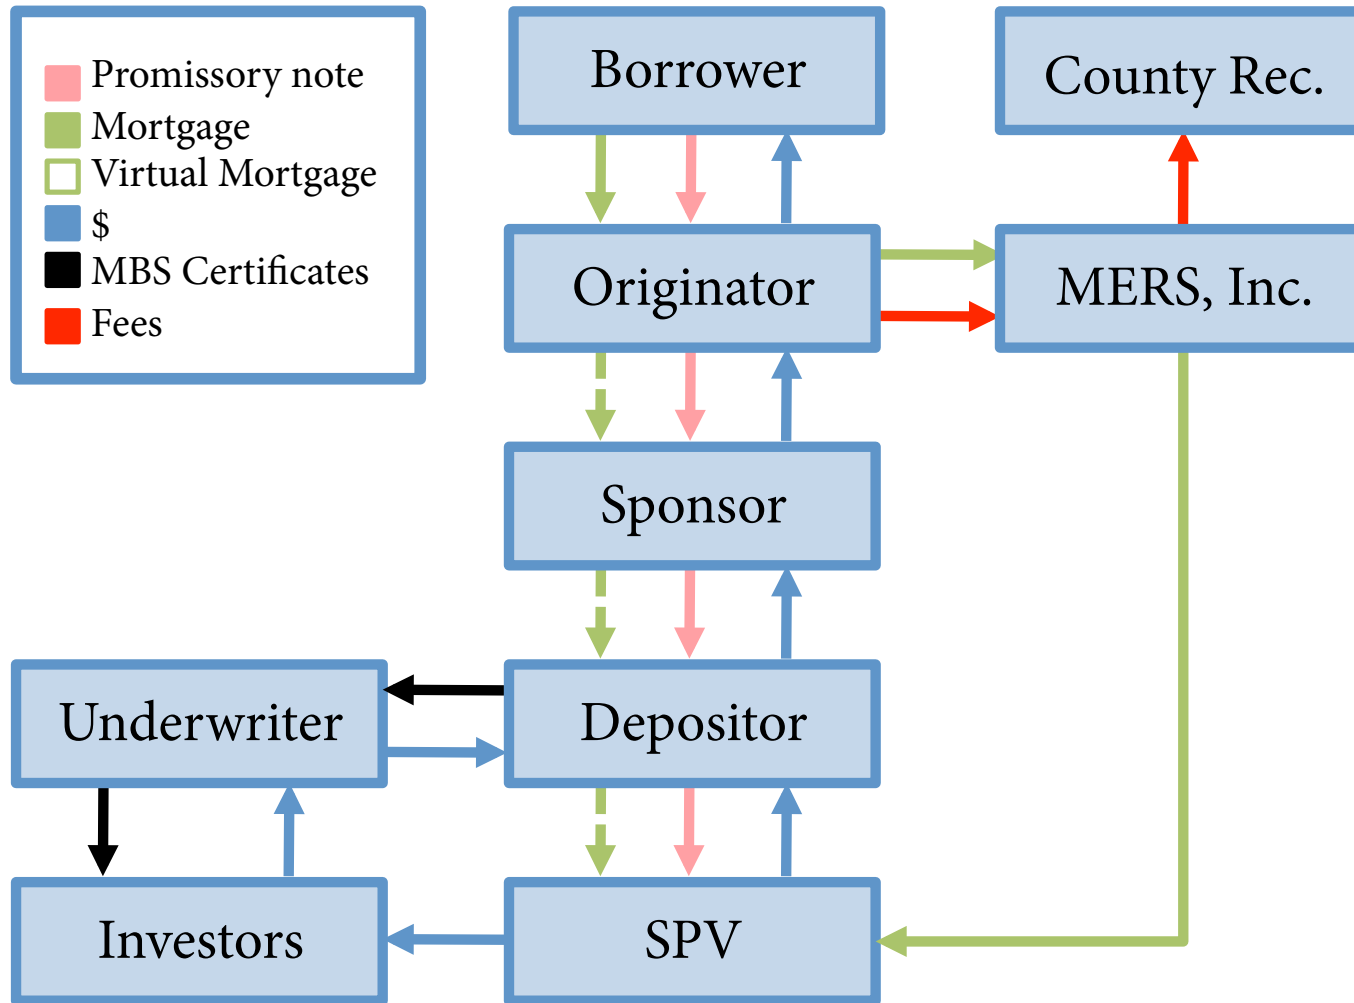 Promissory note
Mortgage
Virtual Mortgage
$
MBS Certificates
Fees
Borrower
County Rec.
Originator
MERS, Inc.
Sponsor
Underwriter
Depositor
Investors
SPV